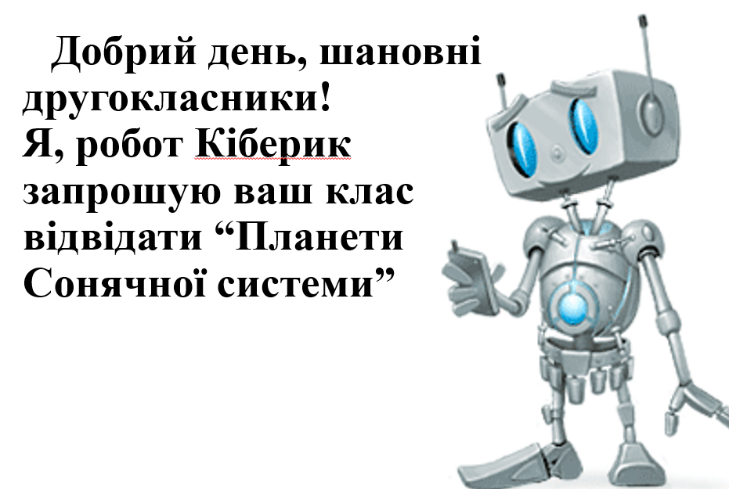 Добрий день, шановні
другокласники!
Я, робот Кіберик
запрошую ваш клас
відвідати “Планети
Сонячної системи”